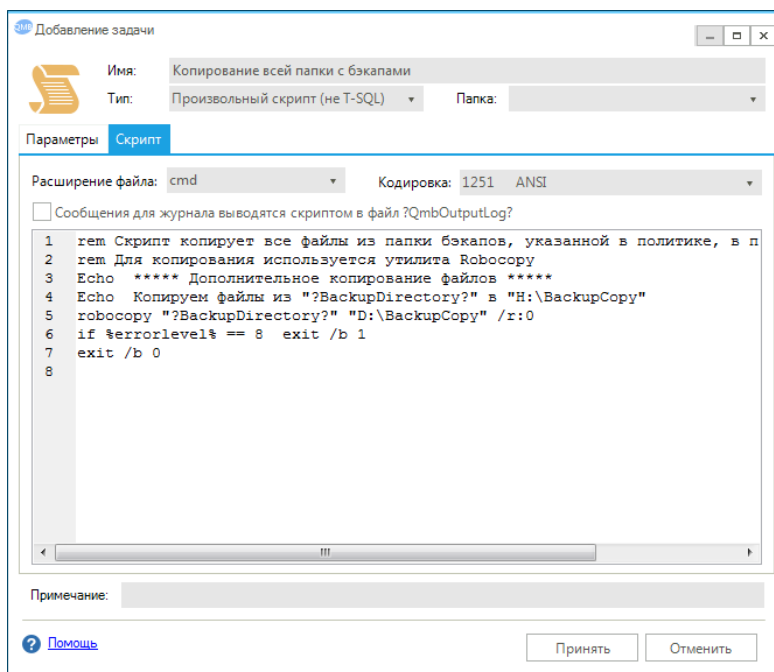 QMB Добавление задачи
Имя: Копирование всей папки с бэкапами
Тип: Произвольный скрипт (не T-SQL) Папка:
Параметры Скрипт
Расширение файла: cmd Кодировка: 1251 ANSI
Сообщения для журнала выводятся скриптом в файл ?QmbOutputLog?
1 rem Скрипт копирует все файлы из папки бэкапов, указанной в политике, в п
2 rem Для копирования используется утилита Robocopy
3 Echo ***** Дополнительное копирование файлов *****
4 Echo Копируем файлы из "?BackupDirectory?" в "H:\BackupCopy"
5 robocopy "?BackupDirectory?" "D:\BackupCopy" /r:0
6 if %errorlevel% == 8 exit /b 1
7 exit /b 0
8
Примечание:
? Помощь Принять Отменить